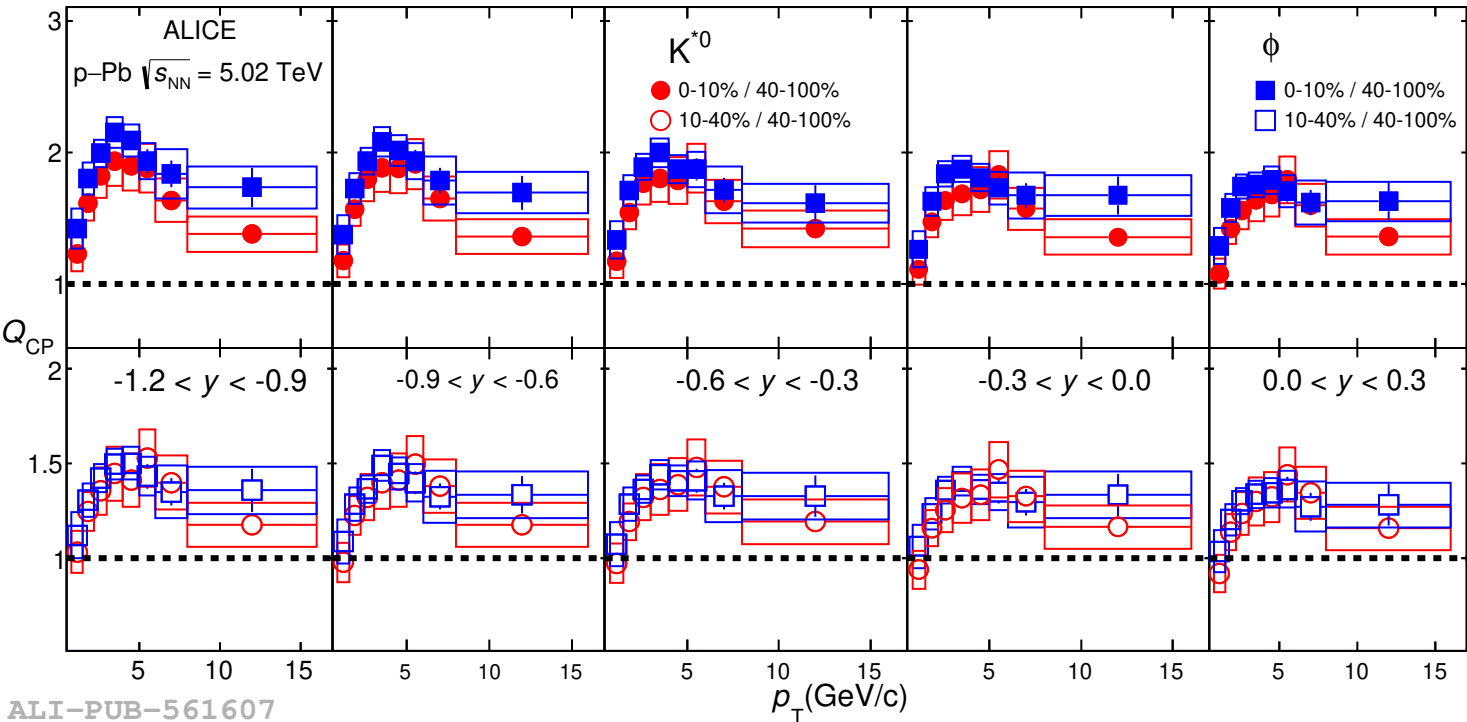 ALICE
p–Pb √sNN = 5.02 TeV
K*0
0-10% / 40-100%
10-40% / 40-100%
ϕ
0-10% / 40-100%
10-40% / 40-100%
3
2
1
QCP
-1.2 < y < -0.9
-0.9 < y < -0.6
-0.6 < y < -0.3
-0.3 < y < 0.0
0.0 < y < 0.3
2
1.5
1
5 10 15 5 10 15 5 10 15 5 10 15 5 10 15
pT(GeV/c)
ALI-PUB-561607